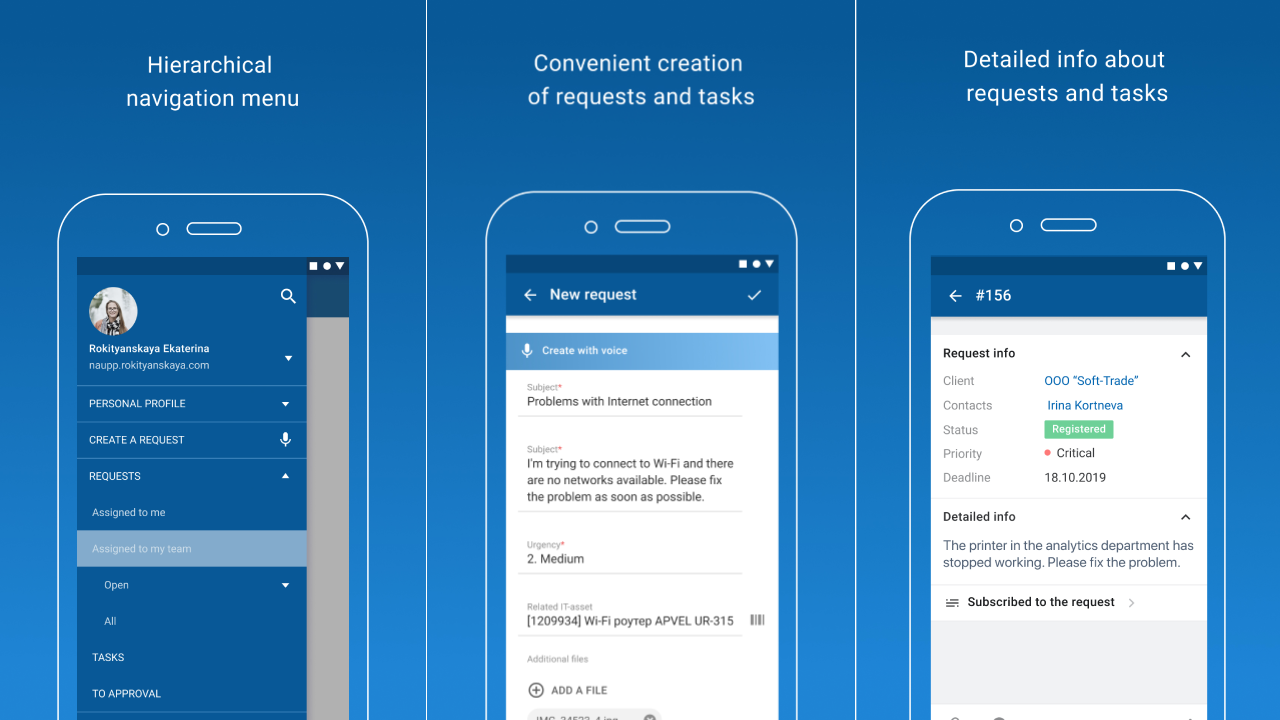 Hierarchical
navigation menu
Rokityanskaya Ekaterina
naupp.rokityanskaya.com
PERSONAL PROFILE
CREATE A REQUEST
REQUESTS
Assigned to me
Assigned to my team
Open
All
TASKS
TO APPROVAL
Convenient creation
of requests and tasks
New request
Create with voice
Subject*
Problems with Internet connection
Subject*
I'm trying to connect to Wi-Fi and there
are no networks available. Please fix
the problem as soon as possible.
Urgency*
2. Medium
Related IT-asset
[1209934] Wi-Fi роутер APVEL UR-315
Additional files
ADD A FILE
Detailed info about
requests and tasks
#156
Request info
Client OOO “Soft-Trade”
Contacts Irina Kortneva
Status Registered
Priority Critical
Deadline 18.10.2019
Detailed info
The printer in the analytics department has
stopped working. Please fix the problem.
Subscribed to the request